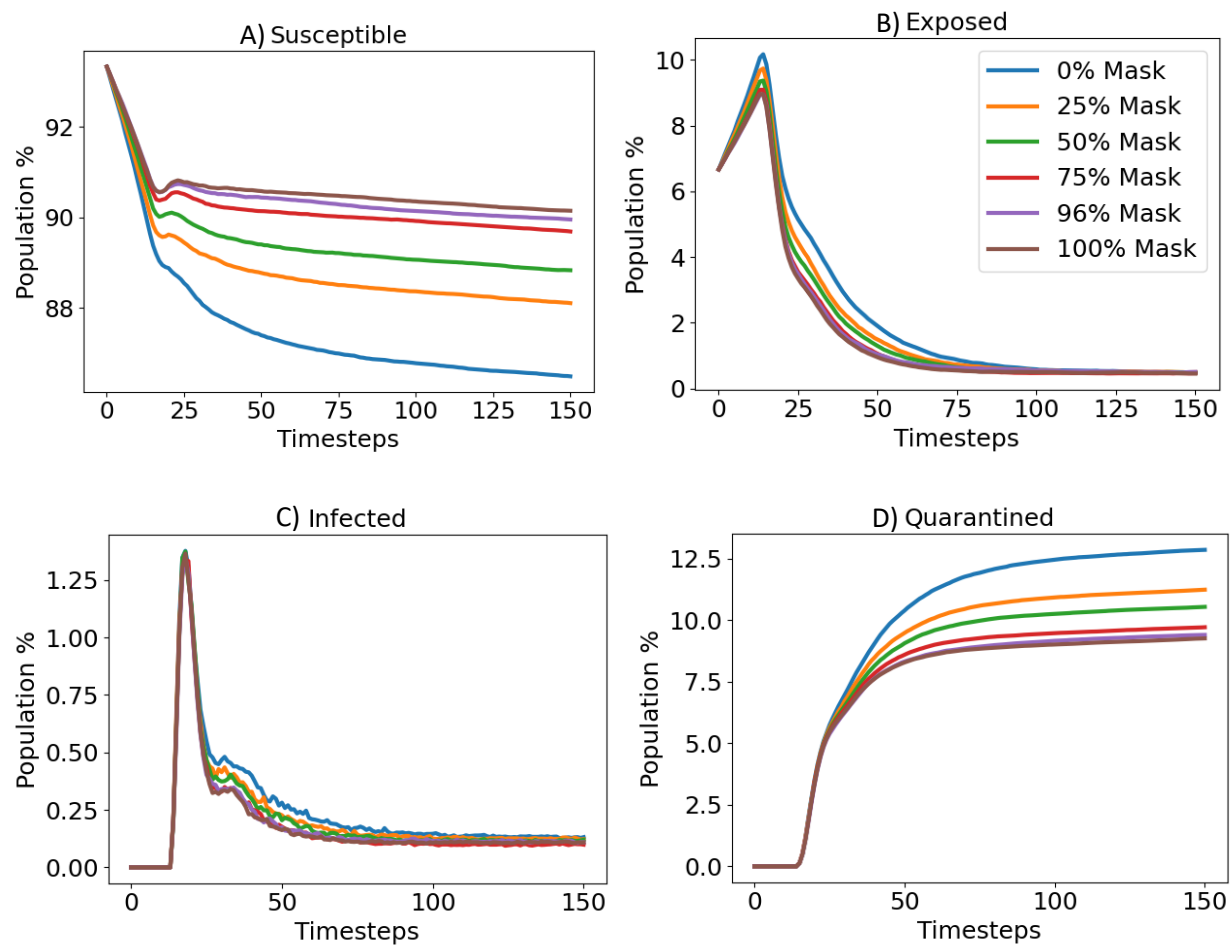 A) Susceptible
Population %
92
90
88
0 25 50 75 100 125 150
Timesteps
B) Exposed
Population %
10
8
6
4
2
0
0% Mask
25% Mask
50% Mask
75% Mask
96% Mask
100% Mask
0 25 50 75 100 125 150
Timesteps
C) Infected
Population %
1.25
1.00
0.75
0.50
0.25
0.00
0 50 100 150
Timesteps
D) Quarantined
Population %
12.5
10.0
7.5
5.0
2.5
0.0
0 50 100 150
Timesteps